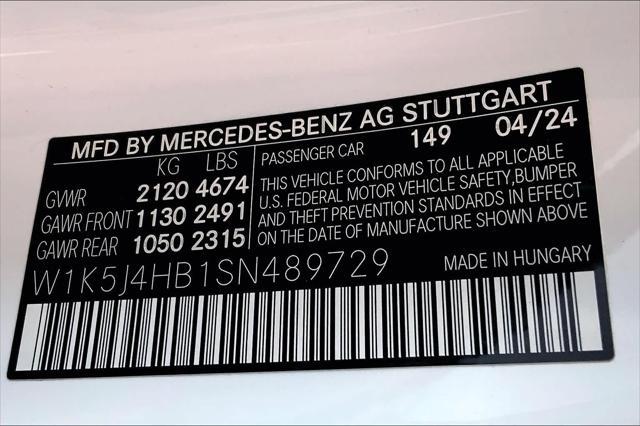 MFD BY MERCEDES-BENZ AG STUTTGART
KG LBS
GVWR 2120 4674
GAWR FRONT 1130 2491
GAWR REAR 1050 2315
PASSENGER CAR 149 04/24
THIS VEHICLE CONFORMS TO ALL APPLICABLE
U.S. FEDERAL MOTOR VEHICLE SAFETY, BUMPER
AND THEFT PREVENTION STANDARDS IN EFFECT
ON THE DATE OF MANUFACTURE SHOWN ABOVE
W1K5J4HB1SN489729
MADE IN HUNGARY